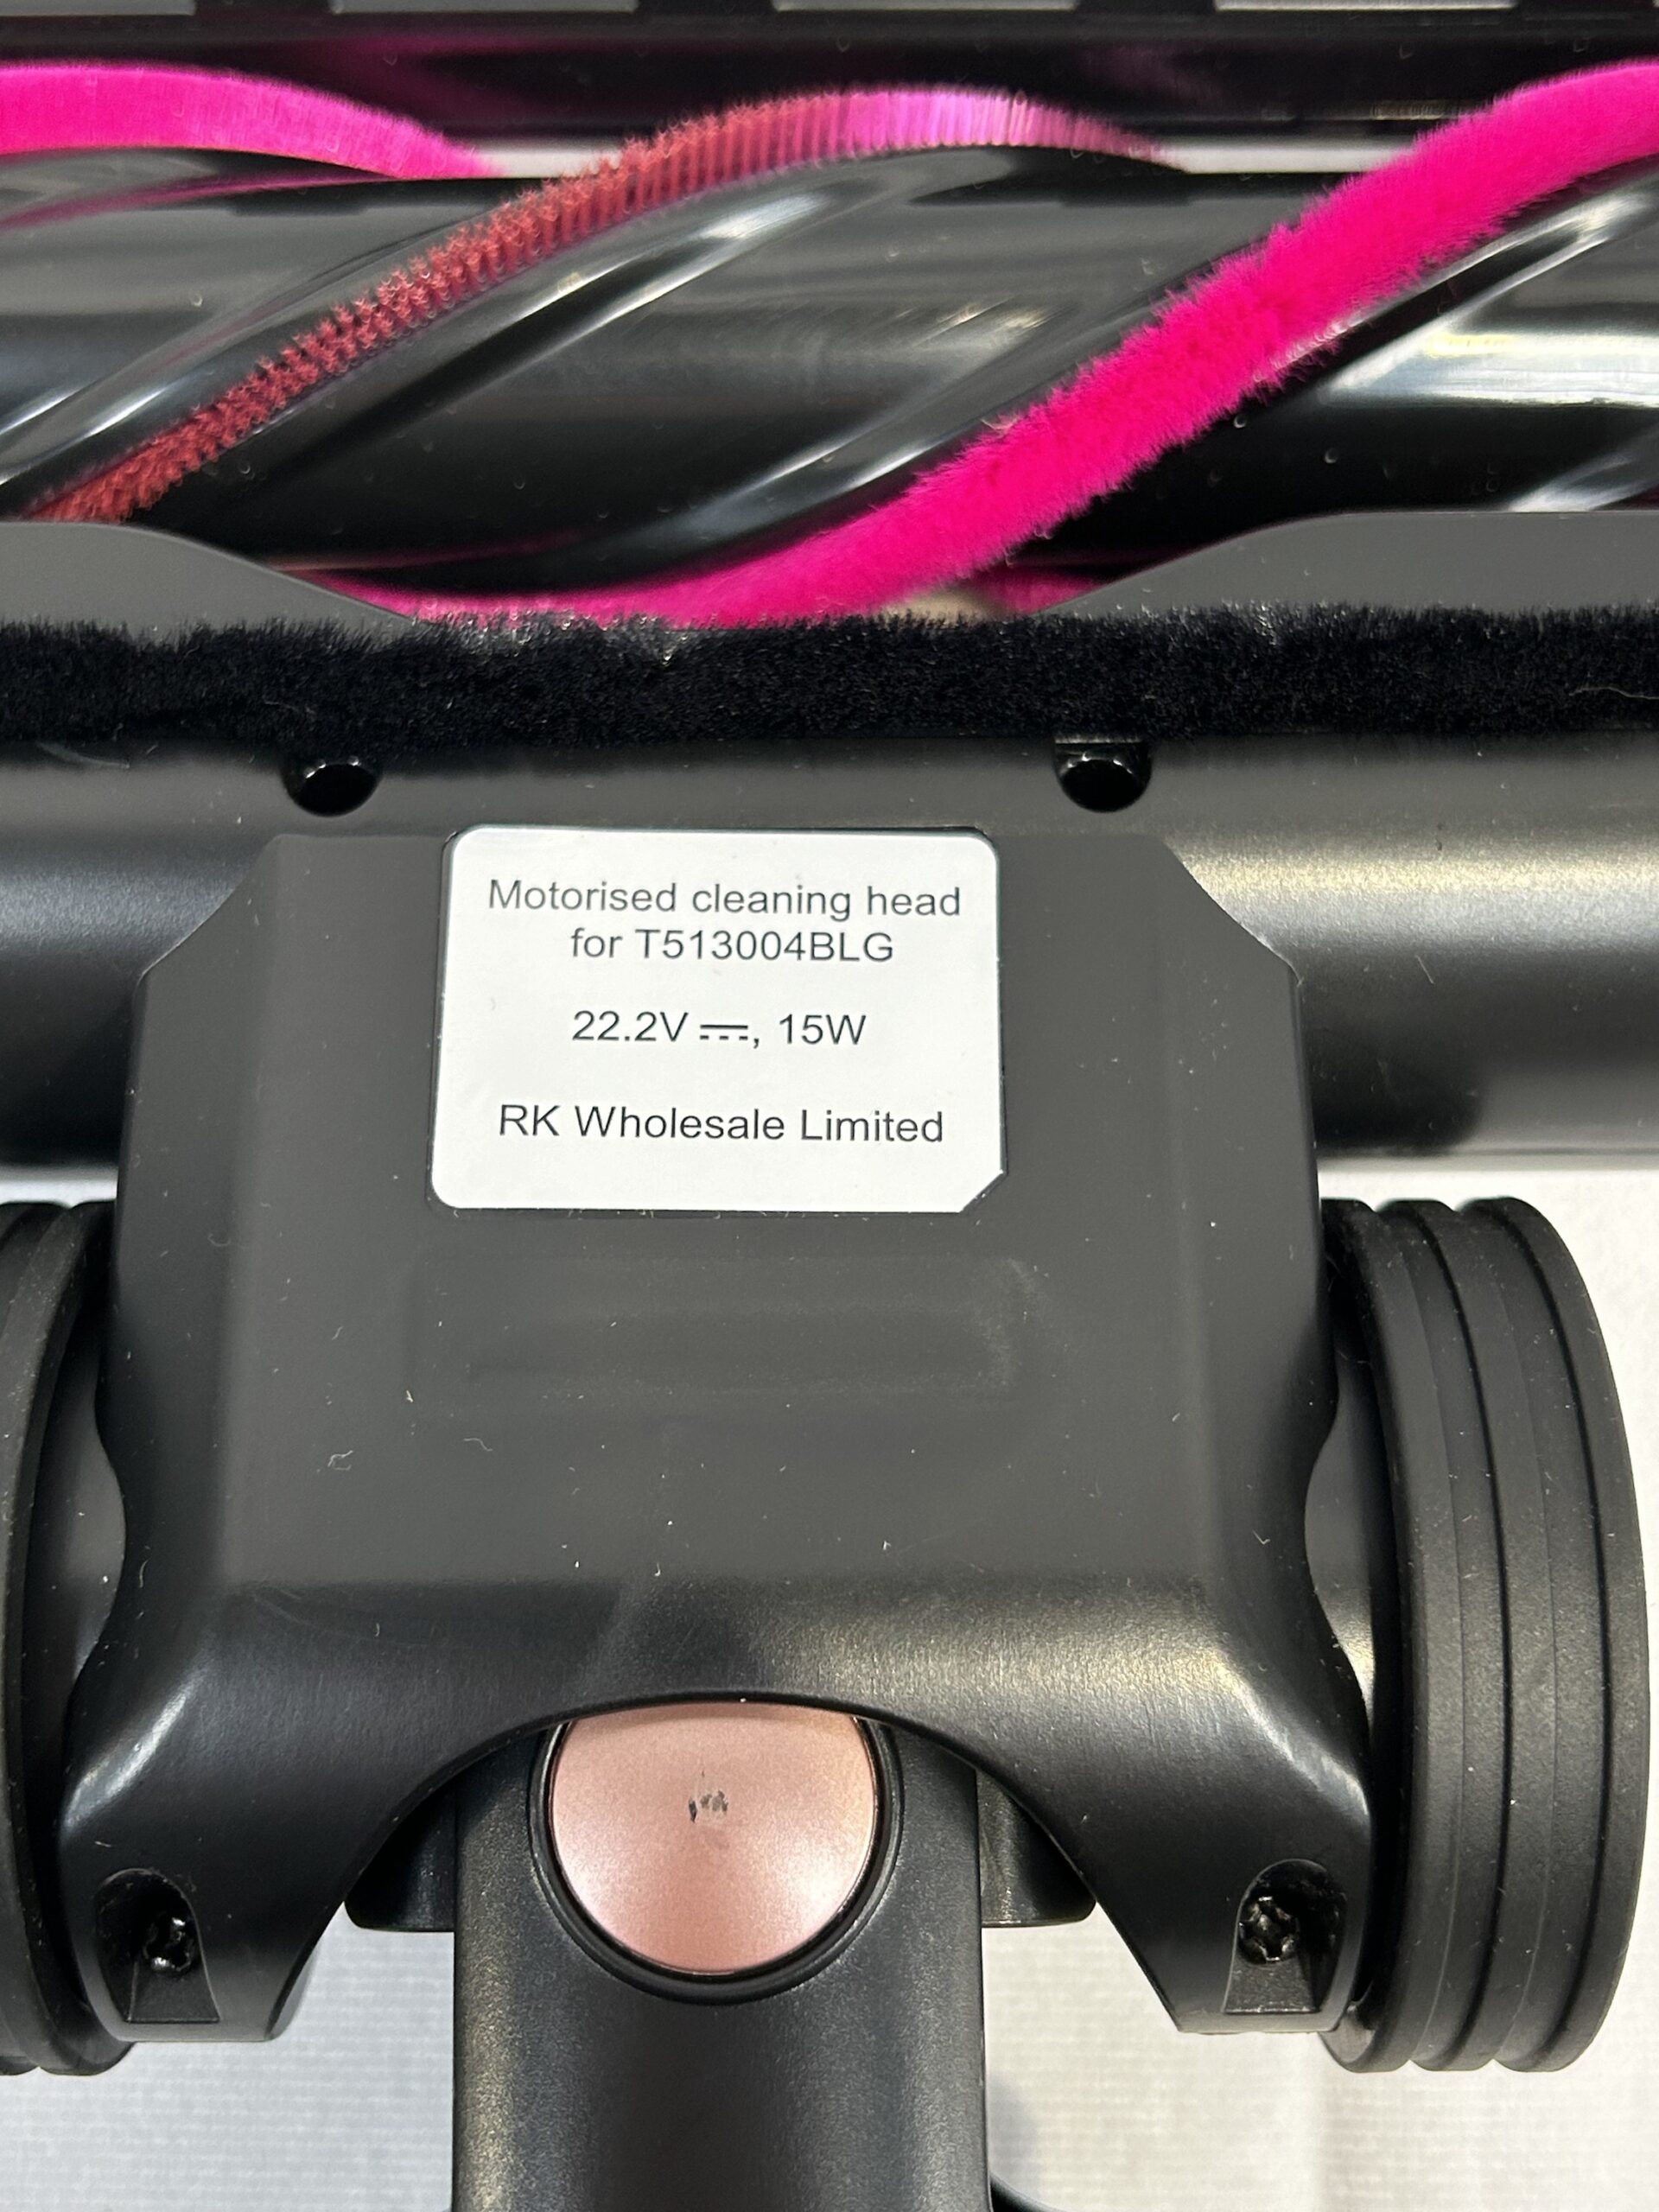 Motorised cleaning head
for T513004BLG
22.2V ⎓, 15W
RK Wholesale Limited